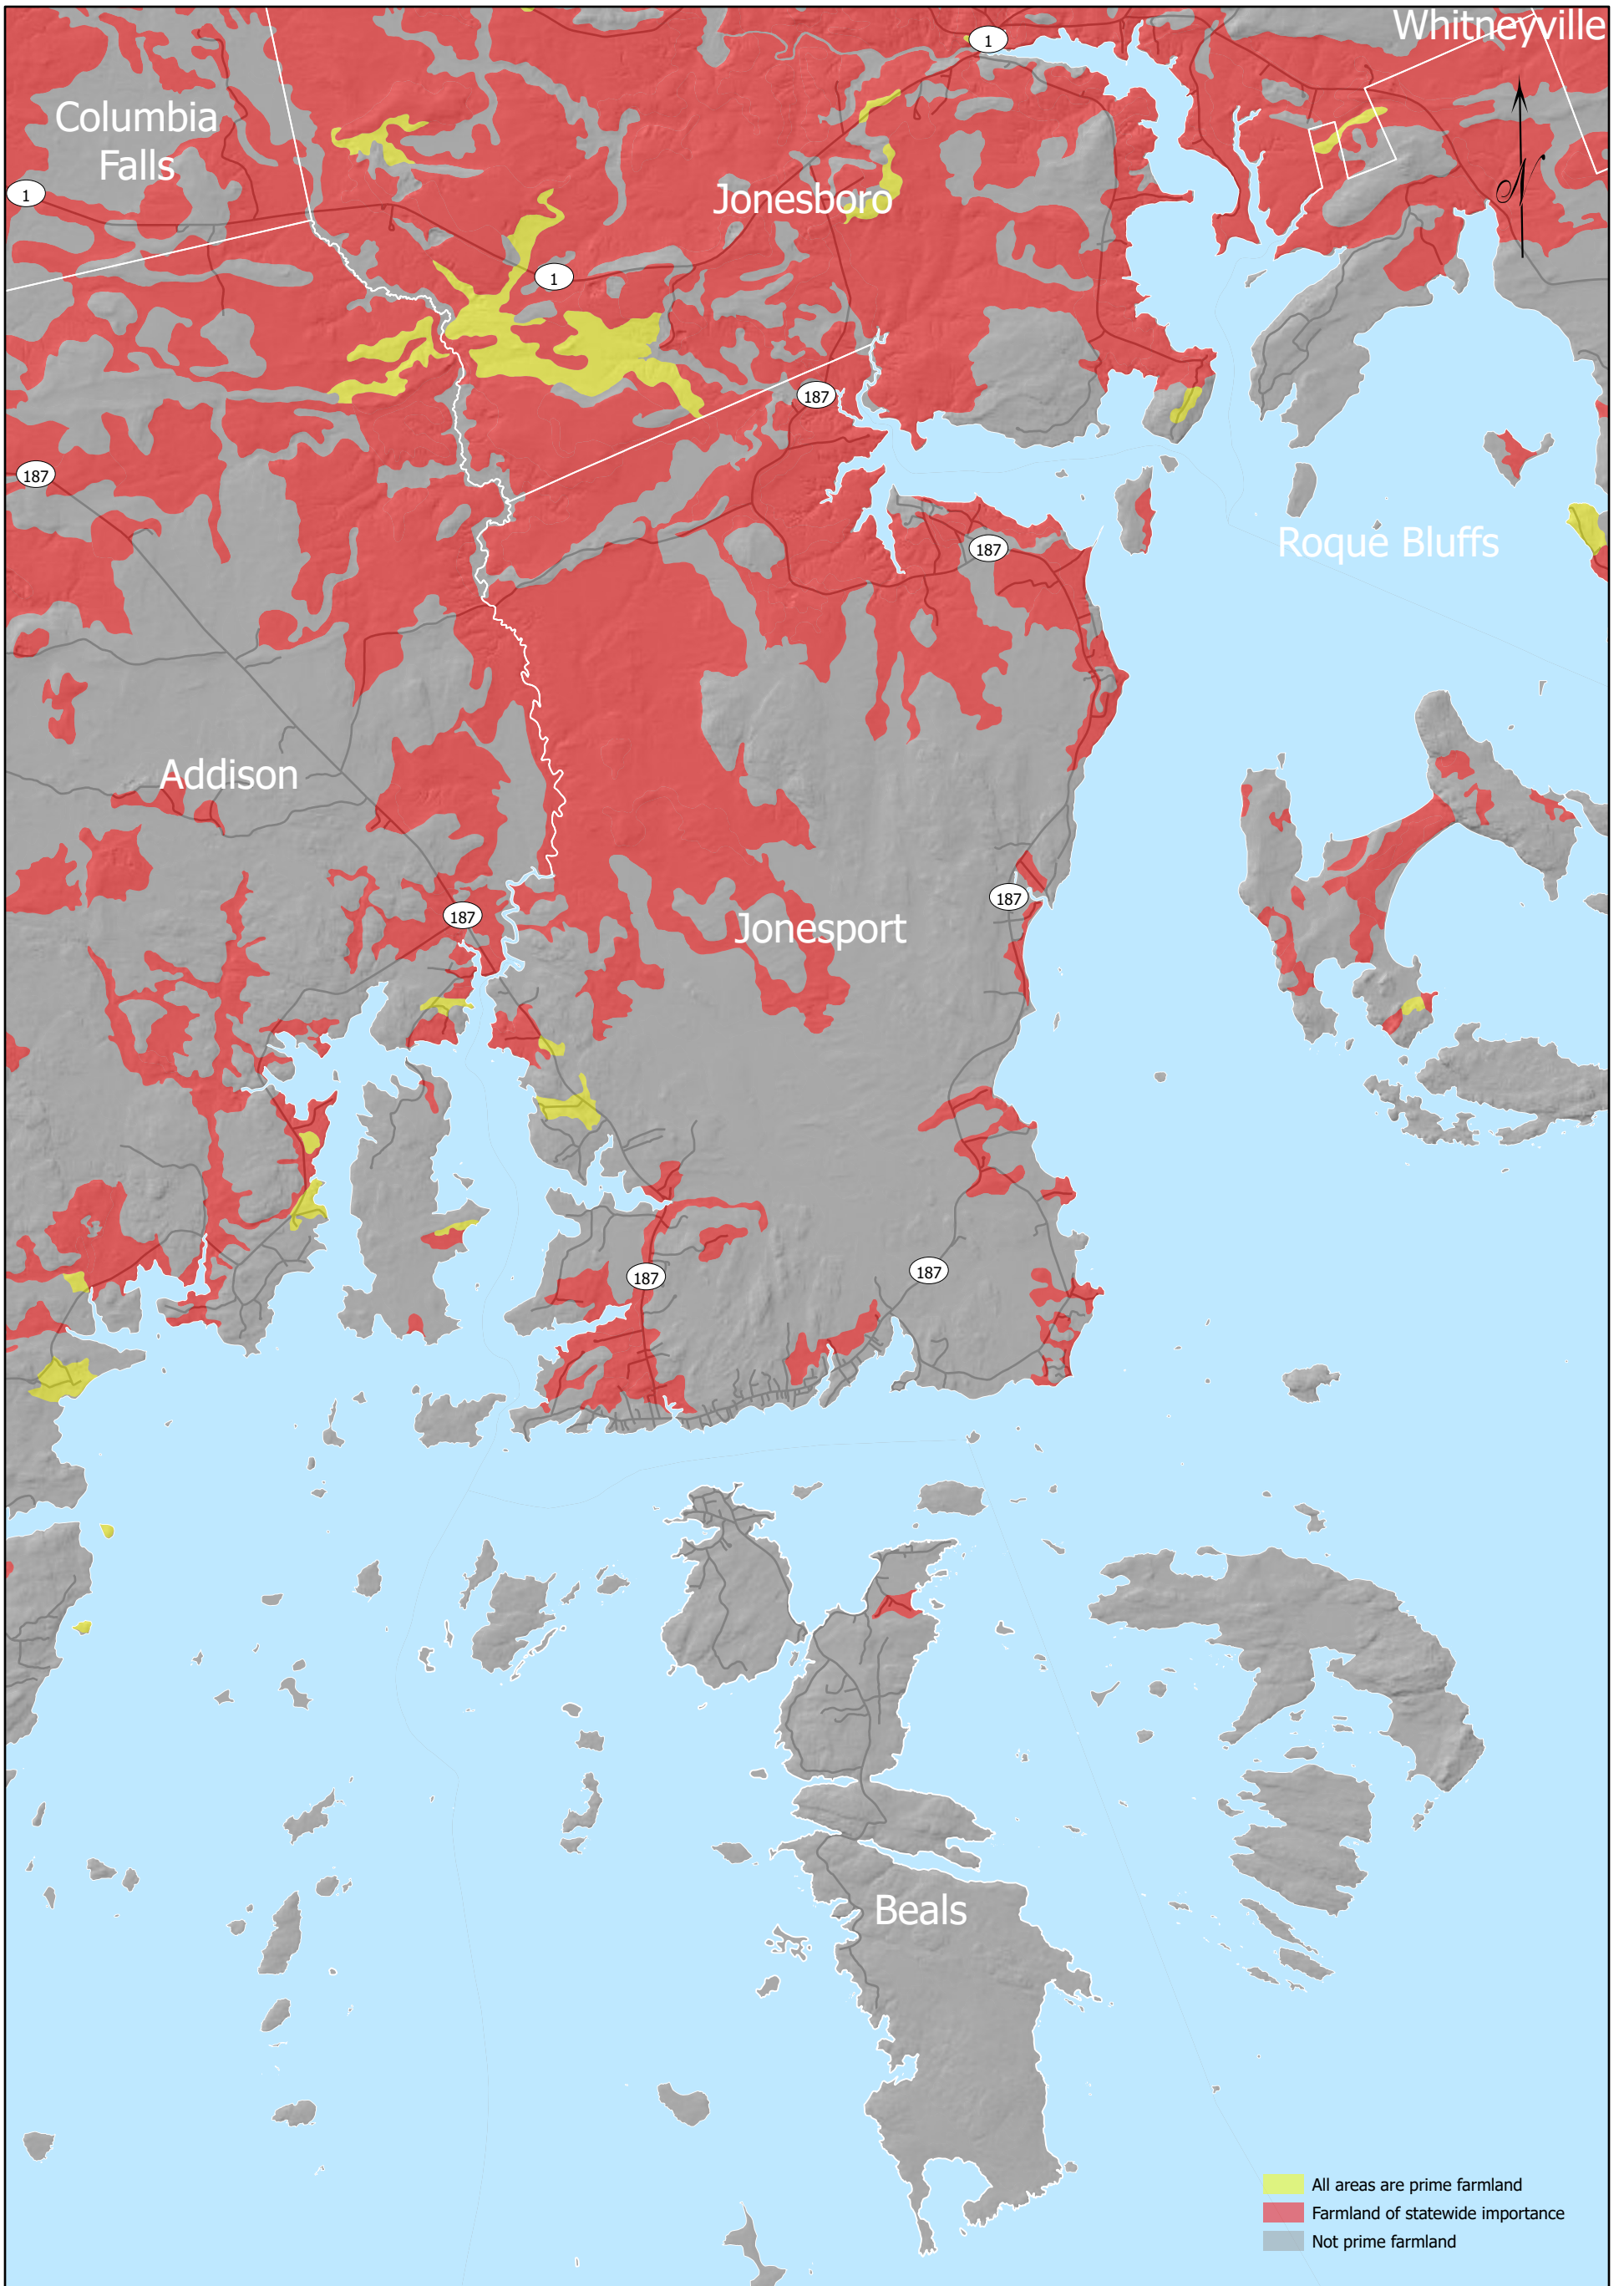 Whitneyville
1
Columbia
Falls
1
Jonesboro
N
1
187
187
187
Roque Bluffs
Addison
187
187
Jonesport
187
187
Beals
All areas are prime farmland
Farmland of statewide importance
Not prime farmland